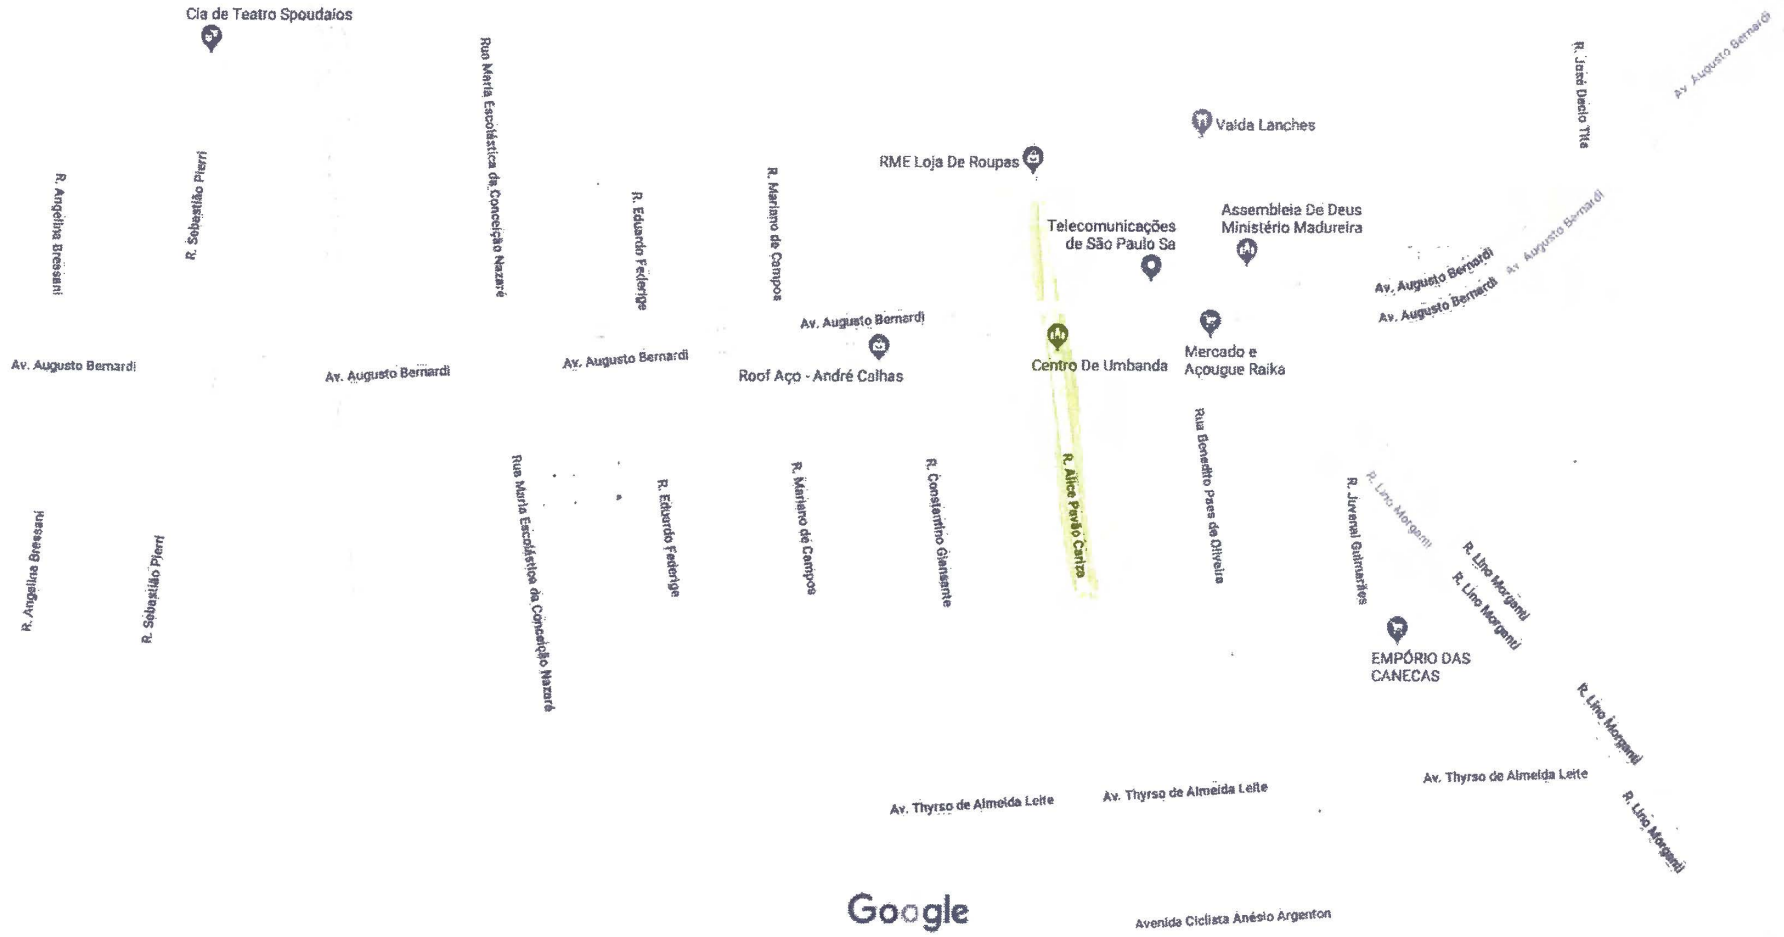 Cia de Teatro Spoudaios
Av. Augusto Bernardi
Rua Maria Escolástica da Conceição Nazaré
R. José Decio Tita
Valda Lanches
RME Loja De Roupas
R. Sebastião Pierri
R. Angelina Bressani
R. Eduardo Federige
R. Mariano de Campos
Telecomunicações
de São Paulo Sa
Assembleia De Deus
Ministério Madureira
Av. Augusto Bernardi
Av. Augusto Bernardi
Av. Augusto Bernardi
Av. Augusto Bernardi
Av. Augusto Bernardi
Av. Augusto Bernardi
Av. Augusto Bernardi
Roof Aço - André Calhas
Centro De Umbanda
Mercado e
Açougue Raika
Rua Benedito Paes de Oliveira
R. Angelina Bressani
R. Sebastião Pierri
Rua Maria Escolástica da Conceição Nazaré
R. Eduardo Federige
R. Mariano de Campos
R. Constantino Giansante
R. Alice Pavão Cariza
R. Juvenal Guimarães
R. Lino Morganti
R. Lino Morganti
R. Lino Morganti
EMPÓRIO DAS
CANECAS
R. Lino Morganti
Av. Thyrso de Almeida Leite
Av. Thyrso de Almeida Leite
Av. Thyrso de Almeida Leite
R. Lino Morganti
Google
Avenida Ciclista Anésio Argenton